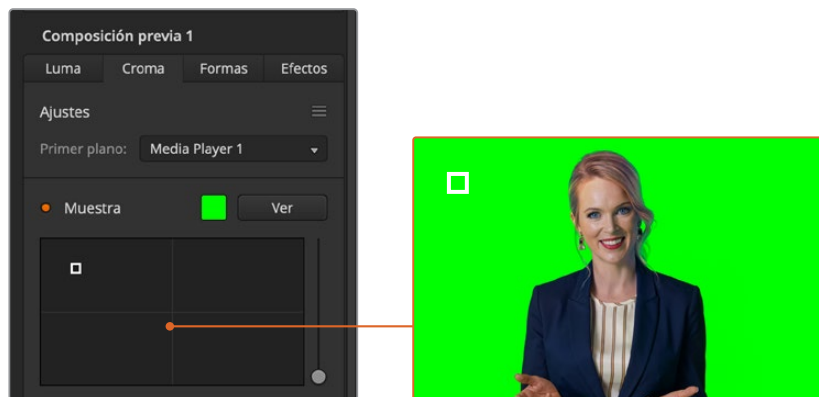 Composición previa 1
Luma Croma Formas Efectos
Ajustes
Primer plano: Media Player 1
Muestra Ver